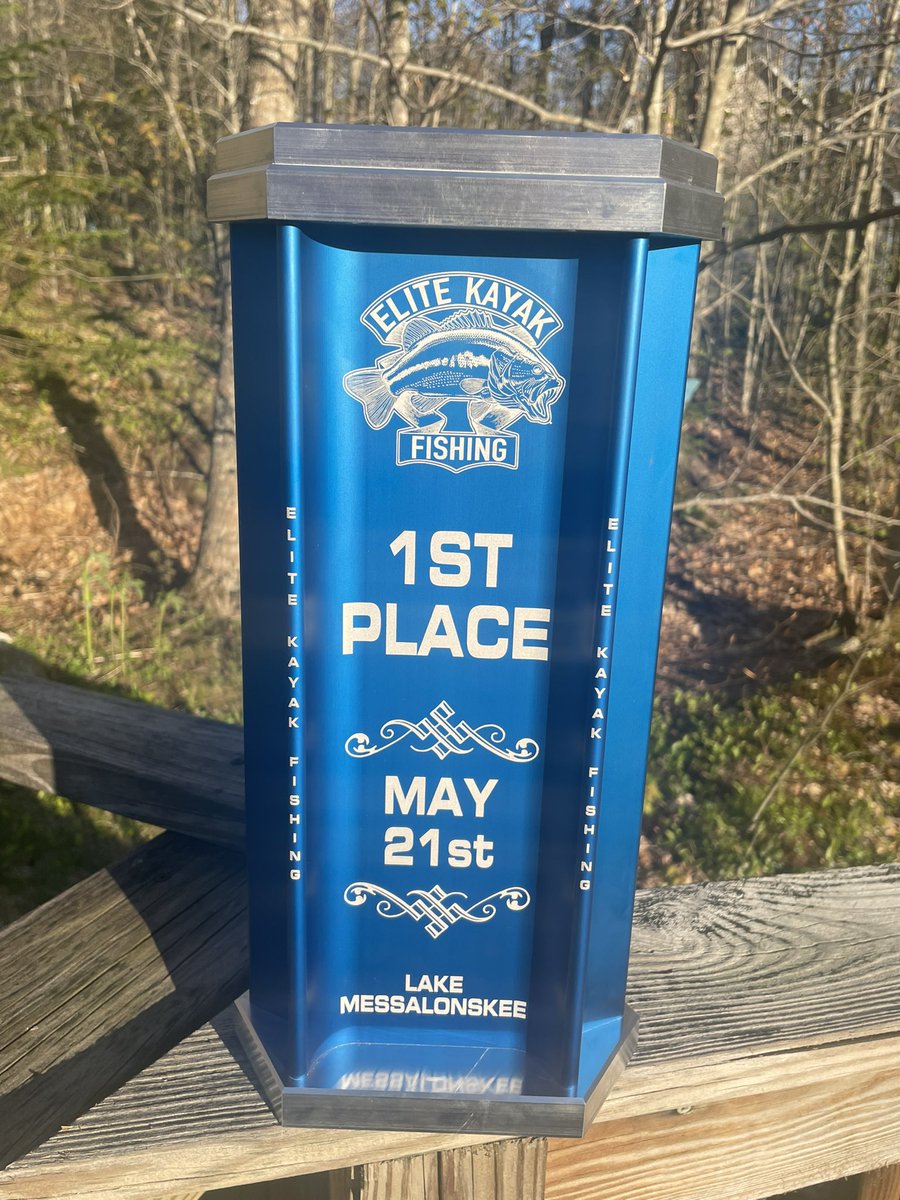 ELITE KAYAK
FISHING
1ST
PLACE
MAY
21st
LAKE
MESSALONSKEE
ELITE KAYAK FISHING
ELITE KAYAK FISHING